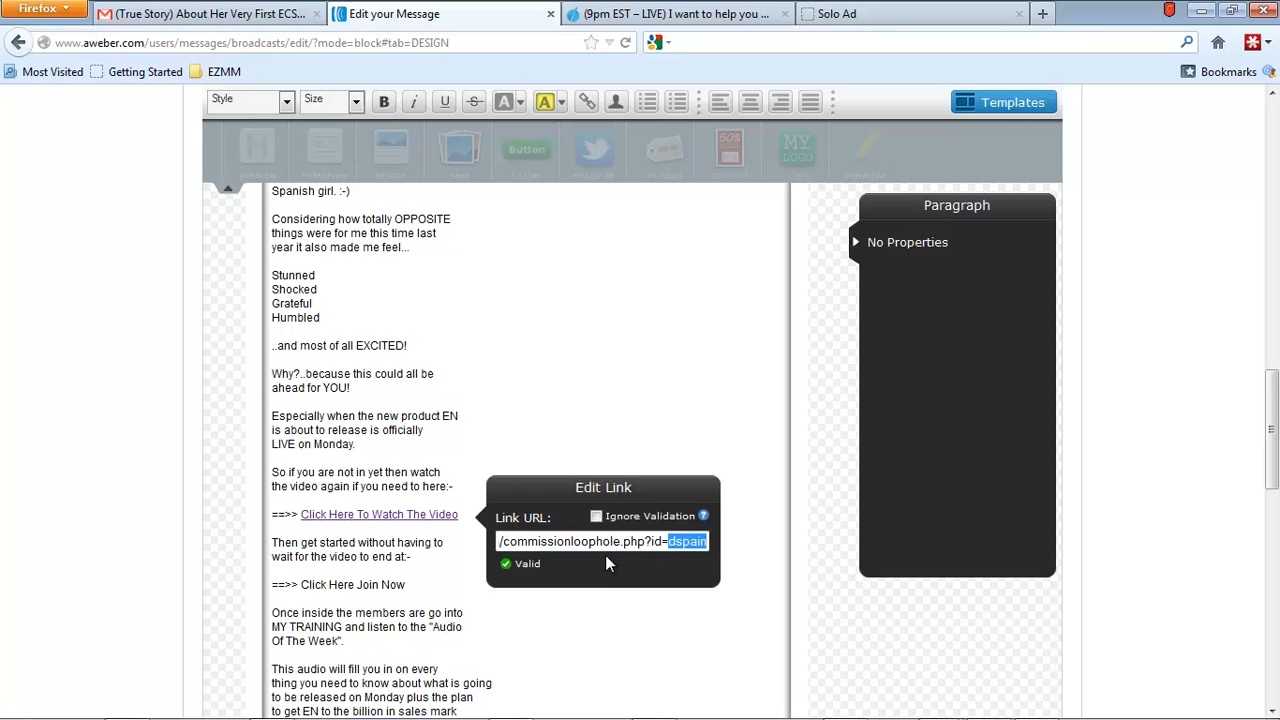 Firefox
(True Story) About Her Very First ECS...
Edit your Message
(9pm EST – LIVE) I want to help you ...
Solo Ad
www.aweber.com/users/messages/broadcasts/edit/?mode=block#tab=DESIGN
Most Visited
Getting Started
EZMM
Bookmarks
Style
Size
B
i
U
S
A
A
Templates
Button
50%
MY LOGO
Spanish girl. :-)
Considering how totally OPPOSITE
things were for me this time last
year it also made me feel...
Stunned
Shocked
Grateful
Humbled
..and most of all EXCITED!
Why?..because this could all be
ahead for YOU!
Especially when the new product EN
is about to release is officially
LIVE on Monday.
So if you are not in yet then watch
the video again if you need to here:-
==>> Click Here To Watch The Video
Then get started without having to
wait for the video to end at:-
==>> Click Here Join Now
Once inside the members are go into
MY TRAINING and listen to the "Audio
Of The Week".
This audio will fill you in on every
thing you need to know about what is going
to be released on Monday plus the plan
to get EN to the billion in sales mark
Edit Link
Link URL:
Ignore Validation
?
/commissionloophole.php?id=dspain
Valid
Paragraph
No Properties